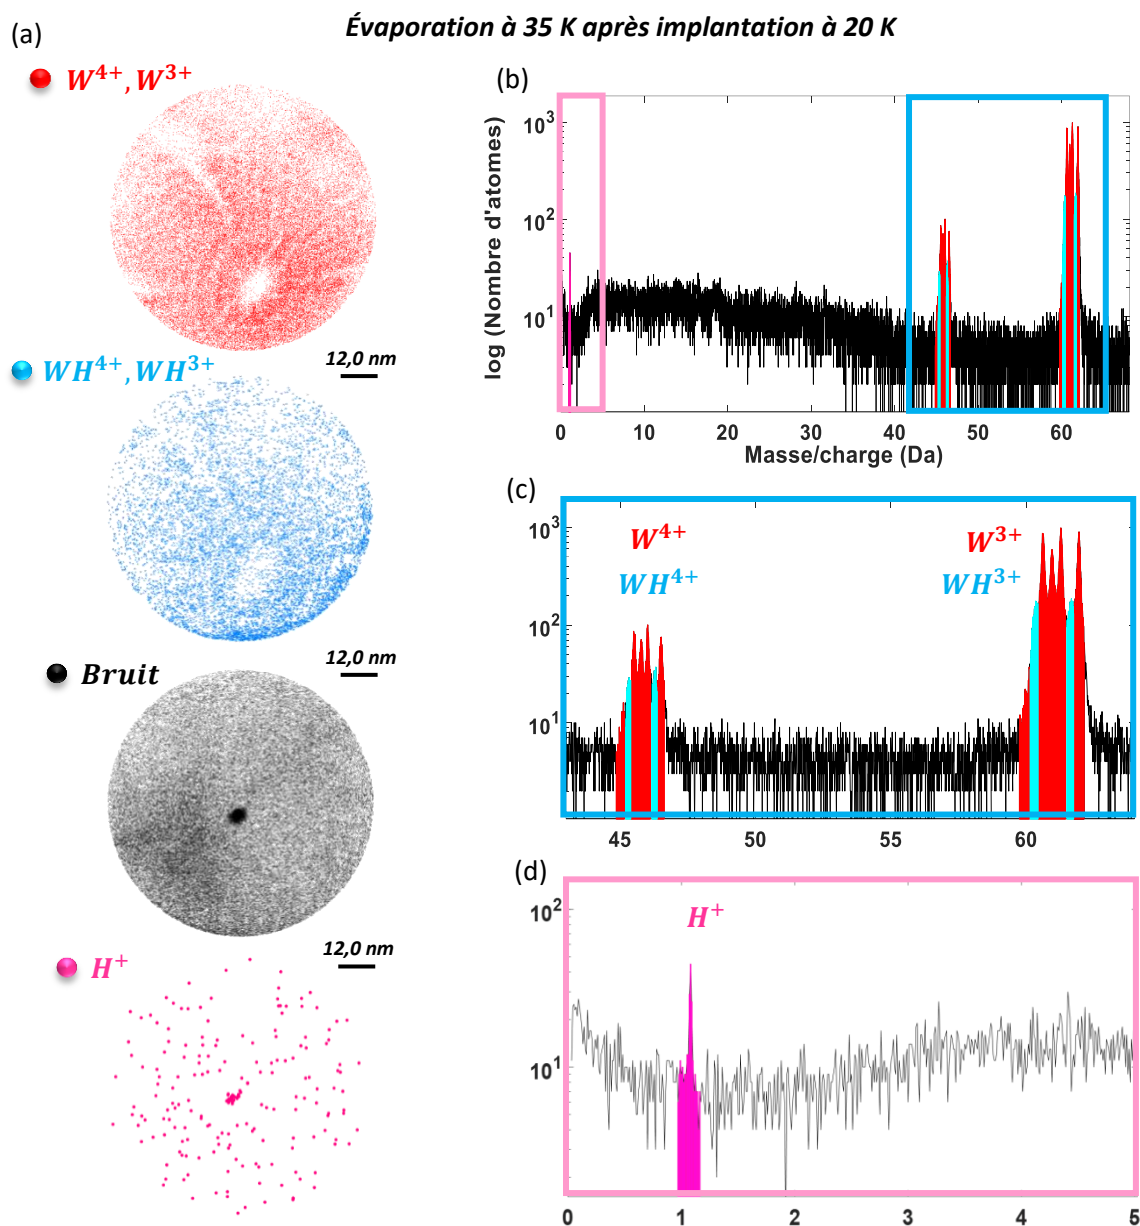 Évaporation à 35 K après implantation à 20 K
(a)
W⁴⁺, W³⁺
12,0 nm
WH⁴⁺, WH³⁺
12,0 nm
Bruit
12,0 nm
H⁺
(b)
log (Nombre d'atomes)
10³
10²
10¹
0 10 20 30 40 50 60
Masse/charge (Da)
(c)
10³
10²
10¹
W⁴⁺
WH⁴⁺
W³⁺
WH³⁺
45 50 55 60
(d)
10²
10¹
H⁺
0 1 2 3 4 5